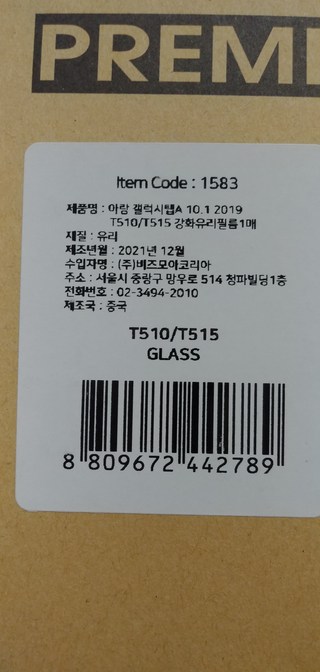 PREMI
Item Code : 1583
제품명 : 아람 갤럭시탭A 10.1 2019
T510/T515 강화유리필름1매
재질 : 유리
제조년월 : 2021년 12월
수입자명 : (주)비즈모아코리아
주소 : 서울시 중랑구 망우로 514 청파빌딩1층
전화번호 : 02-3494-2010
제조국 : 중국
T510/T515
GLASS
8 809672 442789